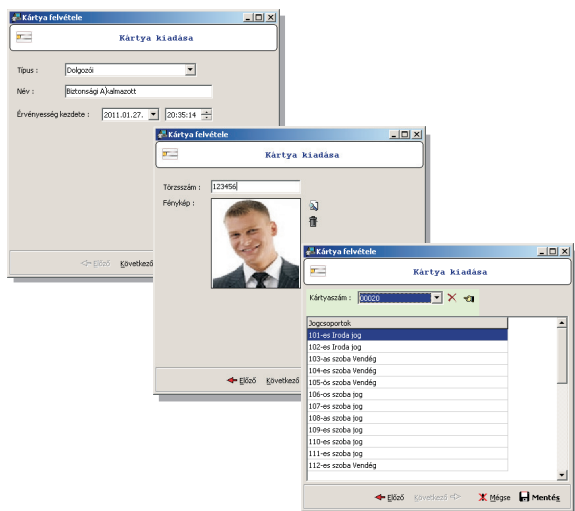 Kártya felvétele
Kártya kiadása
Típus : Dolgozói
Név : Biztonsági Alkalmazott
Érvényesség kezdete : 2011.01.27. 20:35:14
Előző Következő
Kártya felvétele
Kártya kiadása
Törzsszám : 123456
Fénykép :
Előző Következő
Kártya felvétele
Kártya kiadása
Kártyaszám : 00020
Jogcsoportok
101-es Iroda jog
102-es Iroda jog
103-as szoba Vendég
104-es szoba Vendég
105-ös szoba Vendég
106-os szoba jog
107-es szoba jog
108-as szoba jog
109-es szoba jog
110-es szoba jog
111-es szoba jog
112-es szoba Vendég
Előző Következő Mégse Mentés